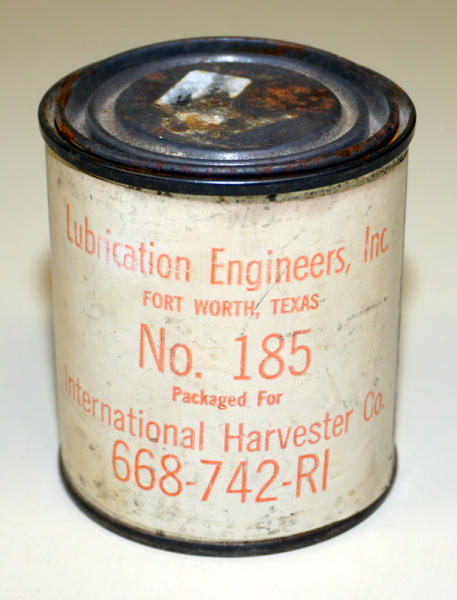 Lubrication Engineers, Inc
FORT WORTH, TEXAS
No. 185
Packaged For
International Harvester Co.
668-742-RI